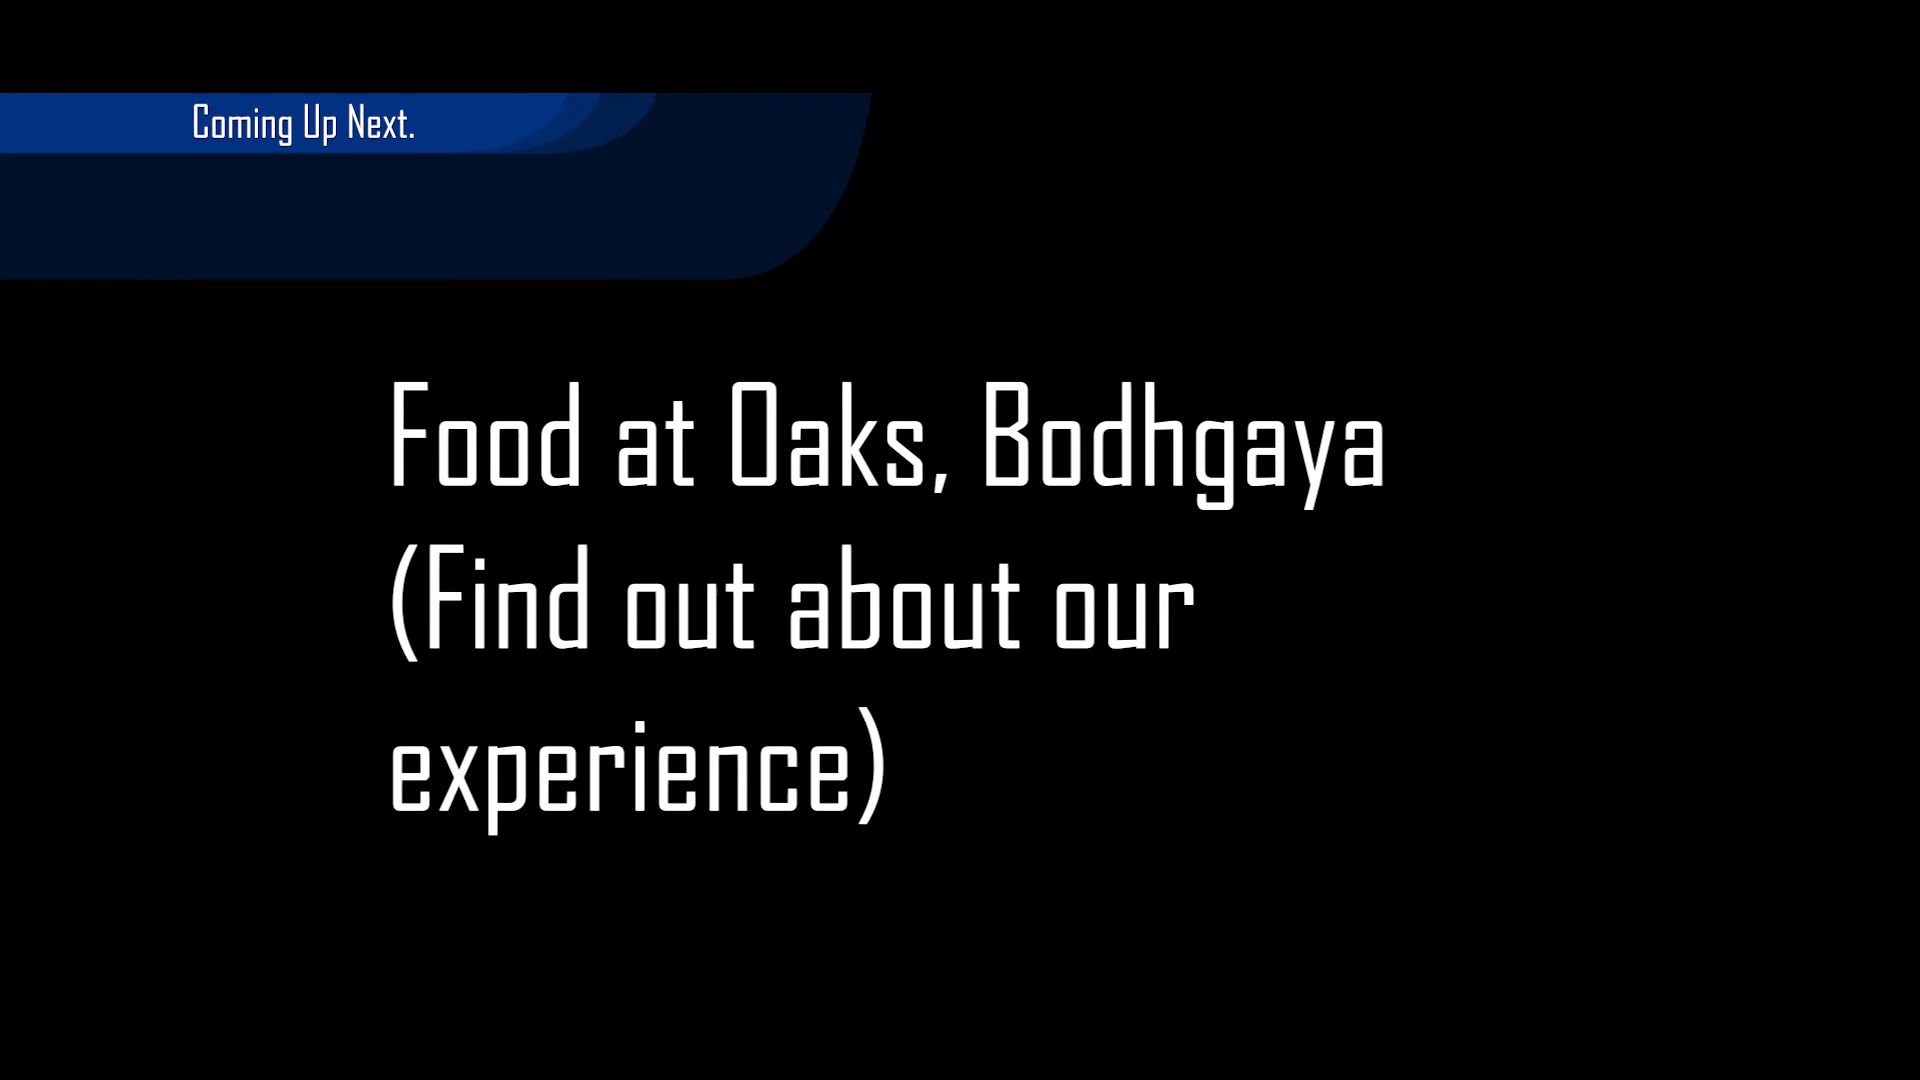 Coming Up Next.
Food at Oaks, Bodhgaya
(Find out about our
experience)